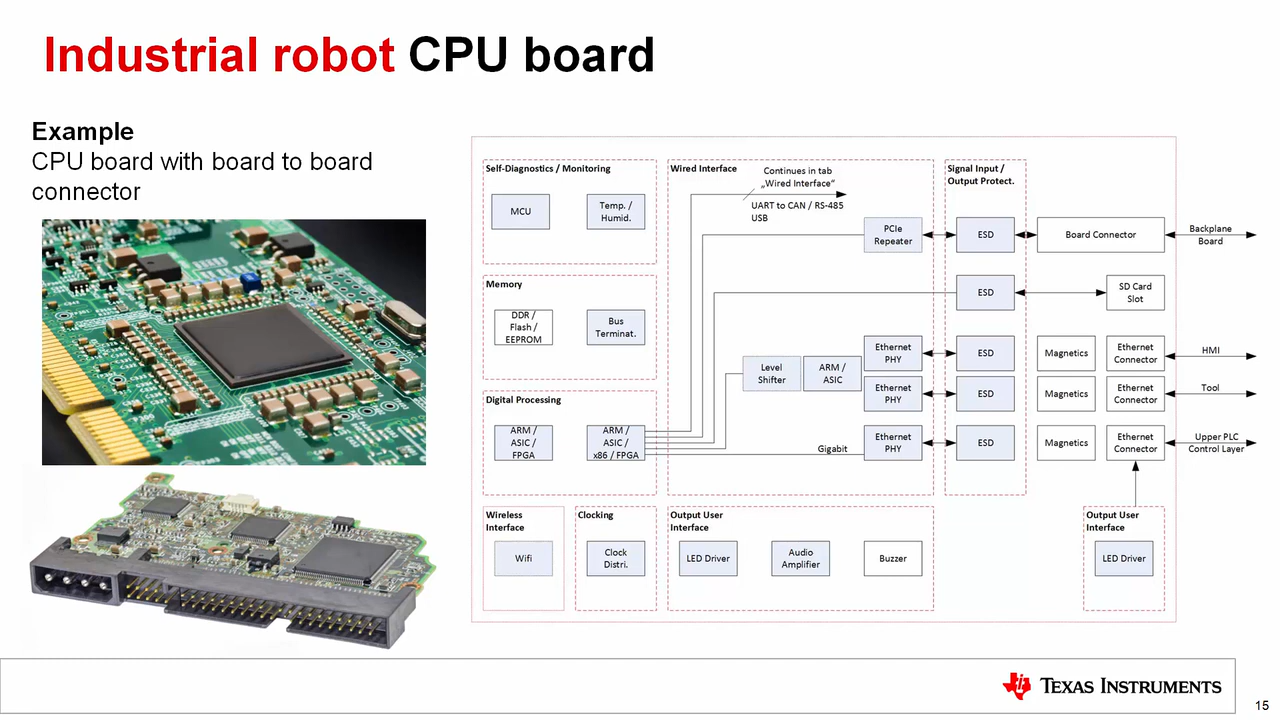 Industrial robot CPU board
Example
CPU board with board to board
connector
Self-Diagnostics / Monitoring
MCU
Temp. /
Humid.
Memory
DDR /
Flash /
EEPROM
Bus
Terminat.
Digital Processing
ARM /
ASIC /
FPGA
ARM /
ASIC /
x86 / FPGA
Wireless
Interface
Wifi
Clocking
Clock
Distri.
Wired Interface
Continues in tab
„Wired Interface“
UART to CAN / RS-485
USB
PCIe
Repeater
Level
Shifter
ARM /
ASIC
Ethernet
PHY
Ethernet
PHY
Gigabit
Ethernet
PHY
Output User
Interface
LED Driver
Audio
Amplifier
Buzzer
Signal Input /
Output Protect.
ESD
Board Connector
Backplane
Board
ESD
SD Card
Slot
ESD
Magnetics
Ethernet
Connector
HMI
ESD
Magnetics
Ethernet
Connector
Tool
ESD
Magnetics
Ethernet
Connector
Upper PLC
Control Layer
Output User
Interface
LED Driver
TEXAS INSTRUMENTS
15